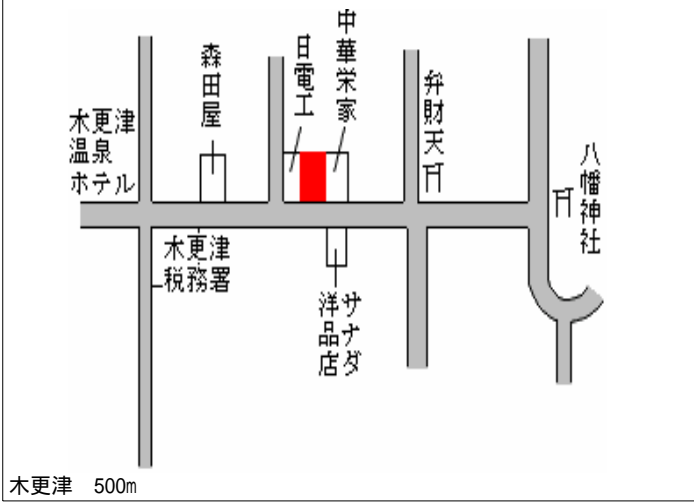 森田屋
日電工
中華栄家
弁財天
八幡神社
木更津
温泉
ホテル
木更津
税務署
サナダ
洋品店
木更津　500m